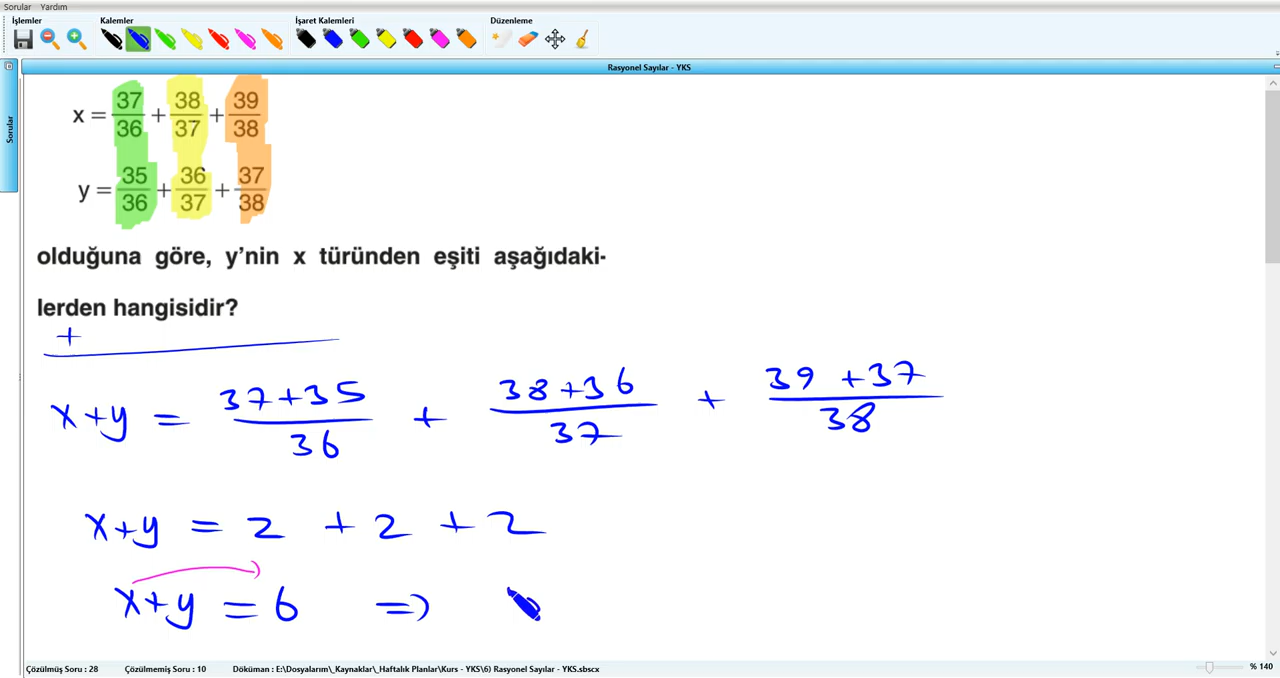 Sorular Yardım
İşlemler Kalemler İşaret Kalemleri Düzenleme
Rasyonel Sayılar - YKS
Sorular
x = 37/36 + 38/37 + 39/38
y = 35/36 + 36/37 + 37/38
olduğuna göre, y'nin x türünden eşiti aşağıdaki-
lerden hangisidir?
+
x+y = 37+35/36 + 38+36/37 + 39+37/38
x+y = 2 + 2 + 2
x+y = 6 =>
Çözülmüş Soru : 28 Çözülmemiş Soru : 10 Döküman : E:\Dosyalarım\_Kaynaklar\_Haftalık Planlar\Kurs - YKS\6) Rasyonel Sayılar - YKS.sbscx % 140